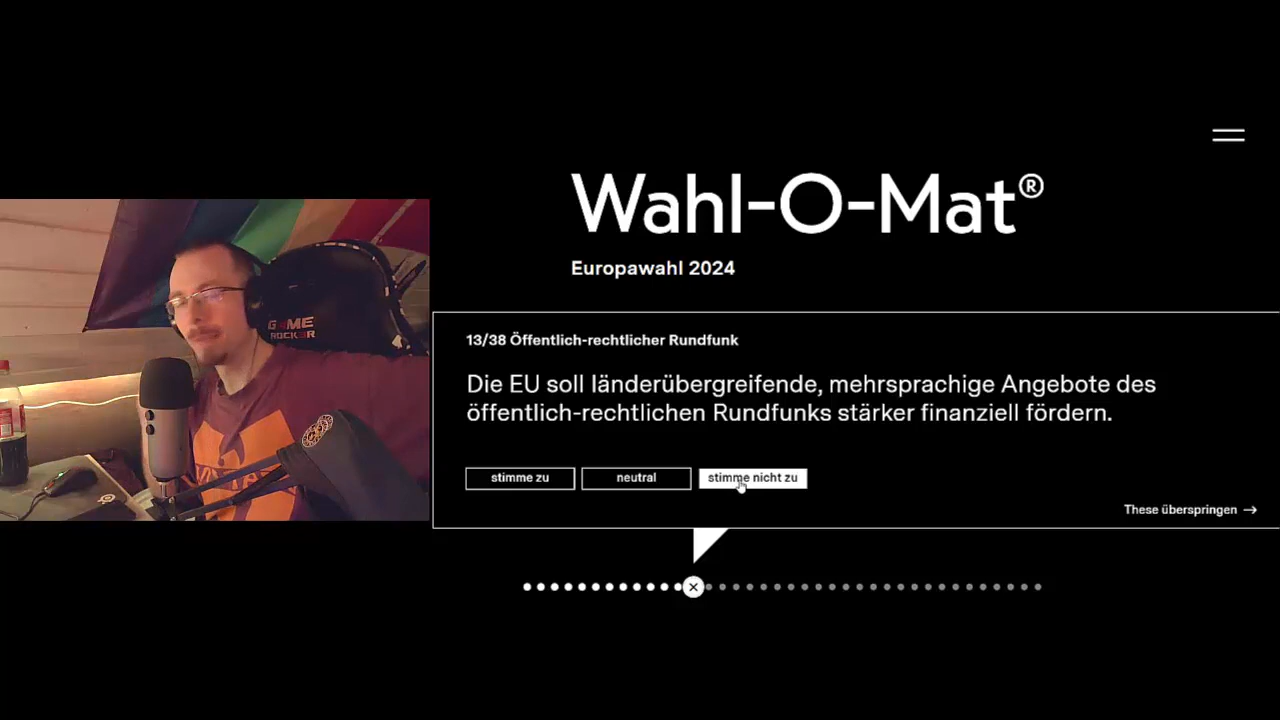 Wahl-O-Mat®
Europawahl 2024
GAME
ROCK3R
13/38 Öffentlich-rechtlicher Rundfunk
Die EU soll länderübergreifende, mehrsprachige Angebote des
öffentlich-rechtlichen Rundfunks stärker finanziell fördern.
stimme zu
neutral
stimme nicht zu
These überspringen →